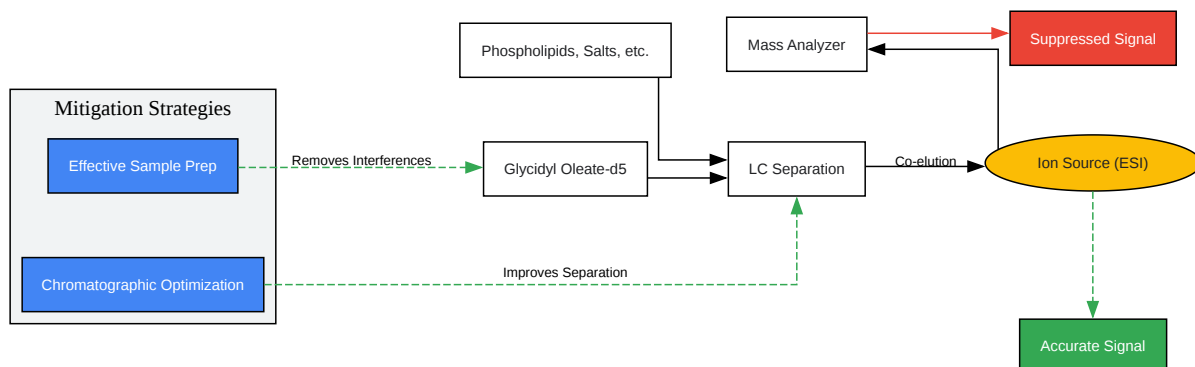 Mass Analyzer
Suppressed Signal
Phospholipids, Salts, etc.
Mitigation Strategies
Effective Sample Prep
Removes Interferences
Glycidyl Oleate-d5
LC Separation
Co-elution
Ion Source (ESI)
Chromatographic Optimization
Improves Separation
Accurate Signal